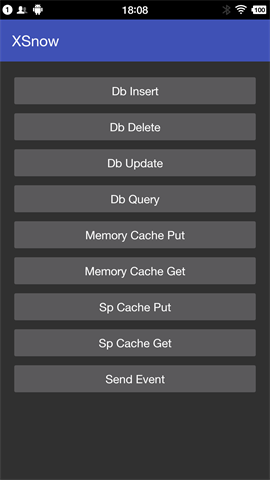 1
18:08
100
XSnow
Db Insert
Db Delete
Db Update
Db Query
Memory Cache Put
Memory Cache Get
Sp Cache Put
Sp Cache Get
Send Event